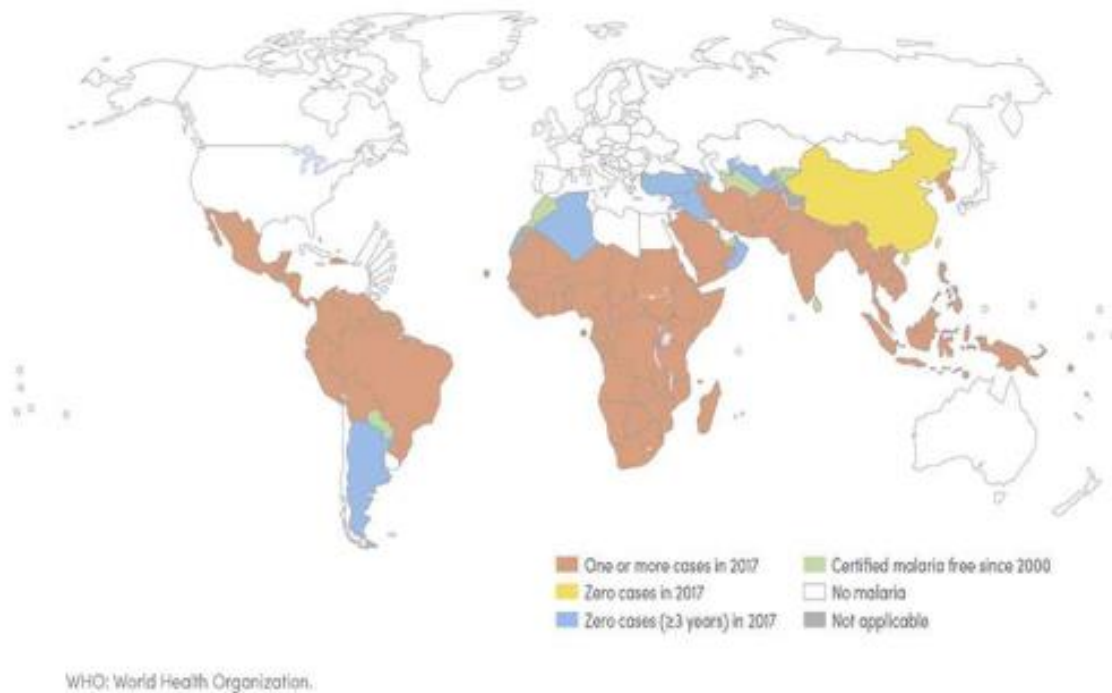 One or more cases in 2017
Zero cases in 2017
Zero cases (≥3 years) in 2017
Certified malaria free since 2000
No malaria
Not applicable
WHO: World Health Organization.